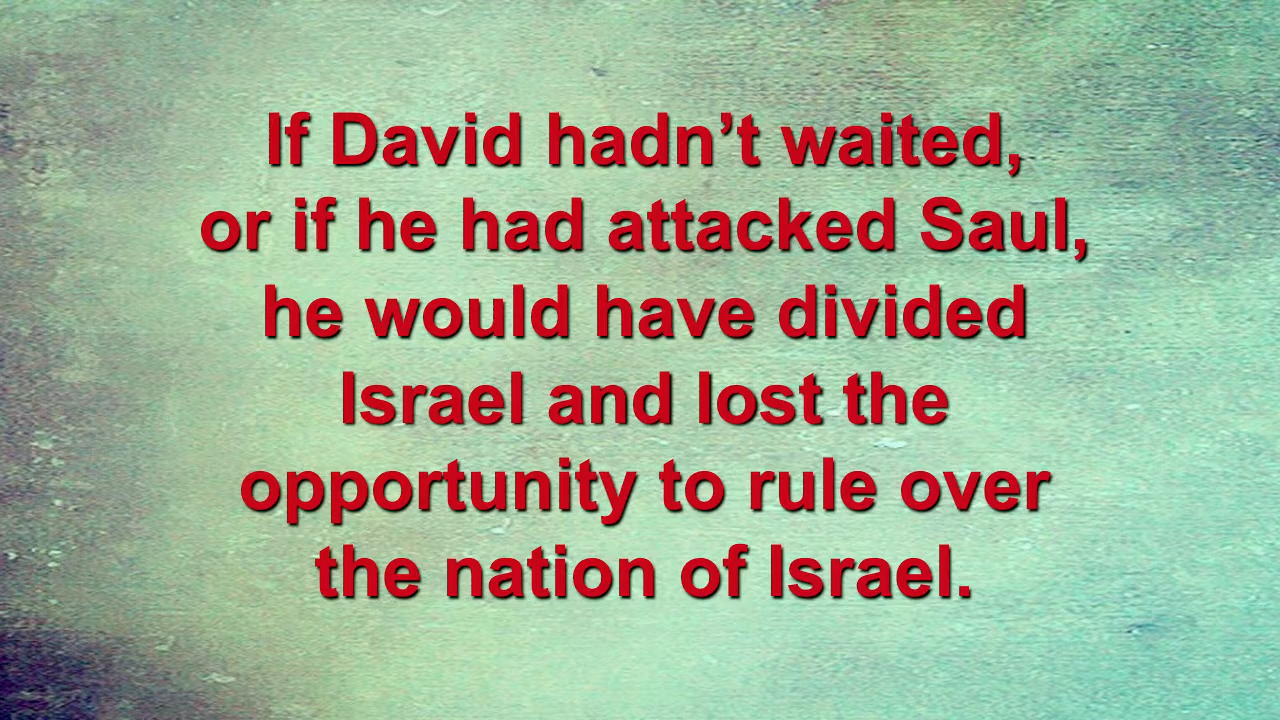 If David hadn’t waited,
or if he had attacked Saul,
he would have divided
Israel and lost the
opportunity to rule over
the nation of Israel.